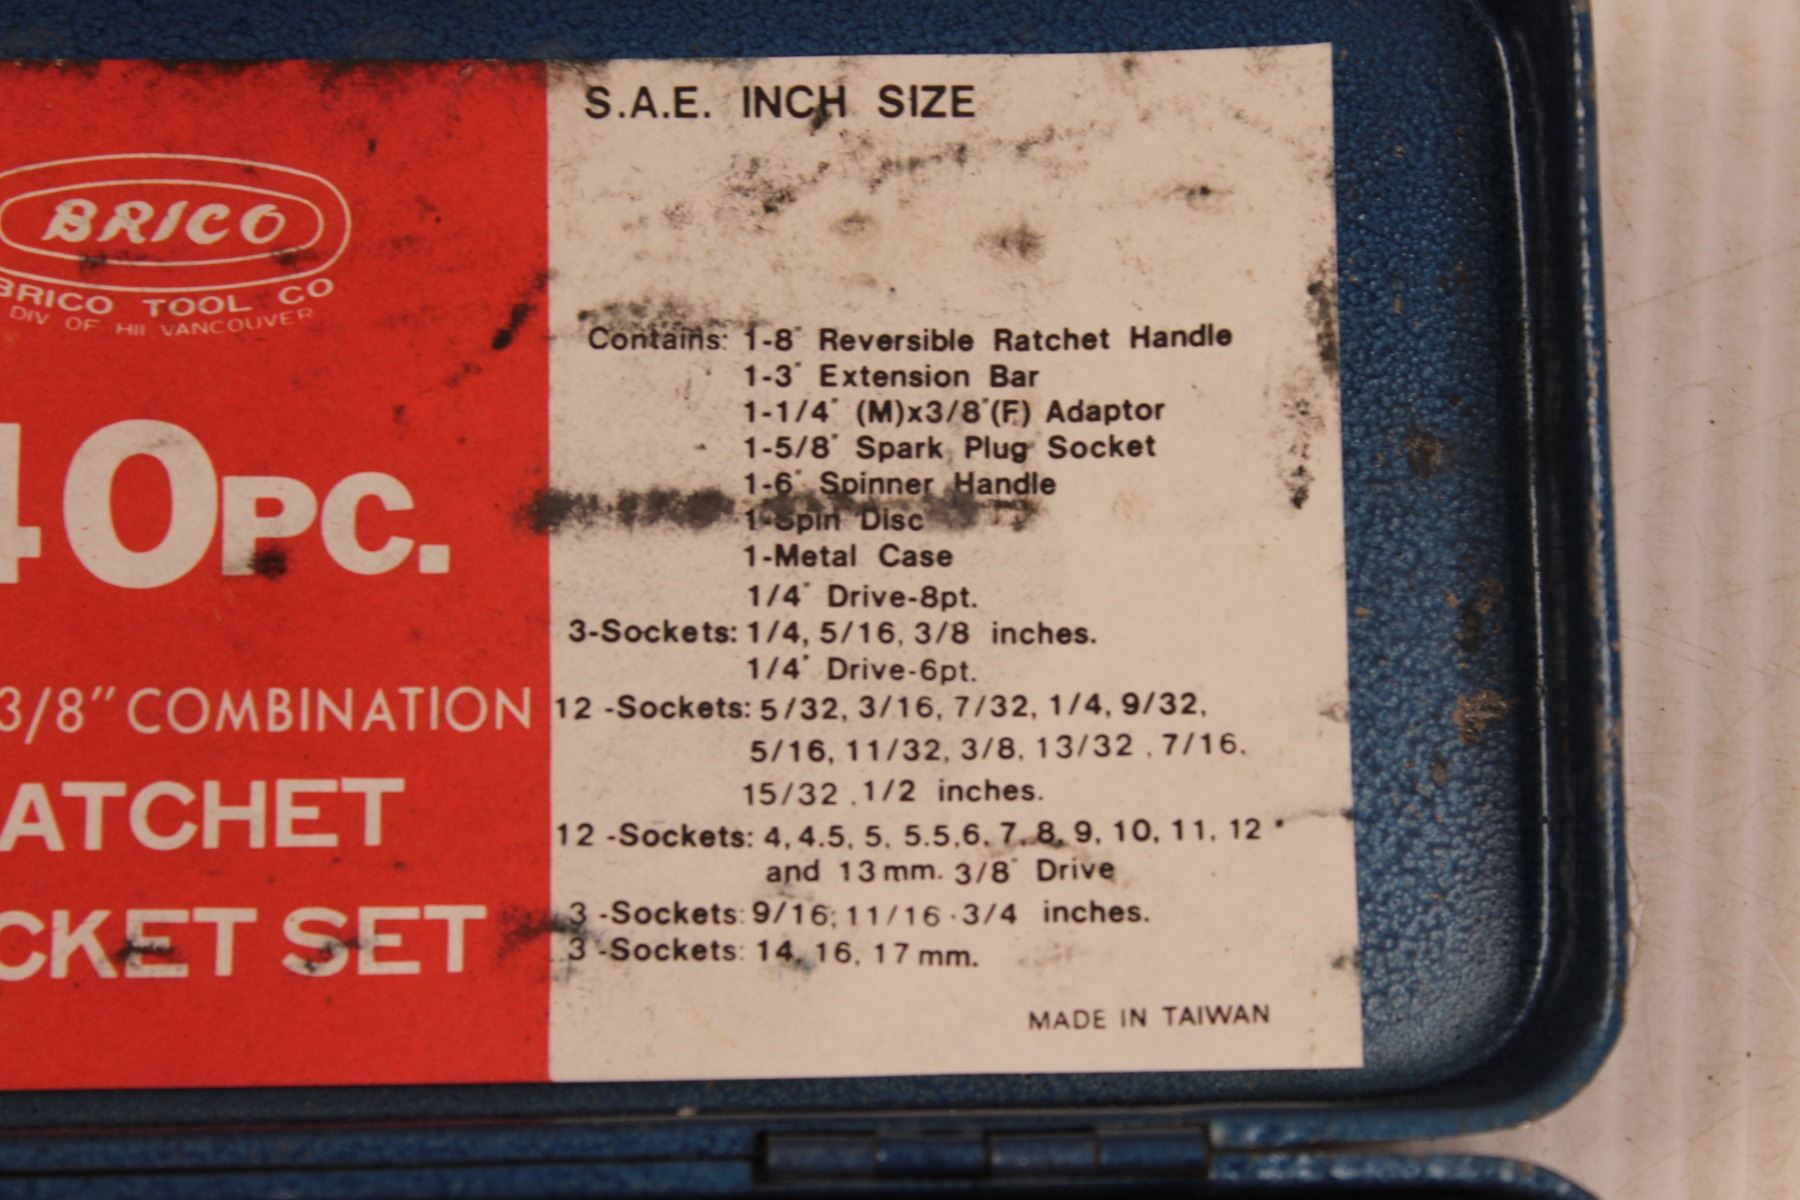 BRICO
BRICO TOOL CO
DIV OF HII VANCOUVER
40PC.
3/8" COMBINATION
ATCHET
CKET SET
S.A.E. INCH SIZE
Contains: 1-8" Reversible Ratchet Handle
1-3" Extension Bar
1-1/4" (M)x3/8"(F) Adaptor
1-5/8" Spark Plug Socket
1-6" Spinner Handle
1-Spin Disc
1-Metal Case
1/4" Drive-8pt.
3-Sockets: 1/4, 5/16, 3/8 inches.
1/4" Drive-6pt.
12 -Sockets: 5/32, 3/16, 7/32, 1/4, 9/32,
5/16, 11/32, 3/8, 13/32 , 7/16,
15/32 , 1/2 inches.
12 -Sockets: 4, 4.5, 5, 5.5,6, 7, 8, 9, 10, 11, 12
and 13mm. 3/8" Drive
3 -Sockets: 9/16; 11/16 · 3/4 inches.
3 -Sockets: 14, 16, 17mm.
MADE IN TAIWAN